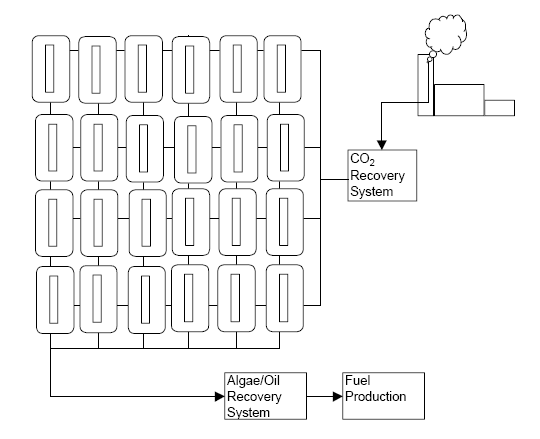 CO₂
Recovery
System
Algae/Oil
Recovery
System
Fuel
Production